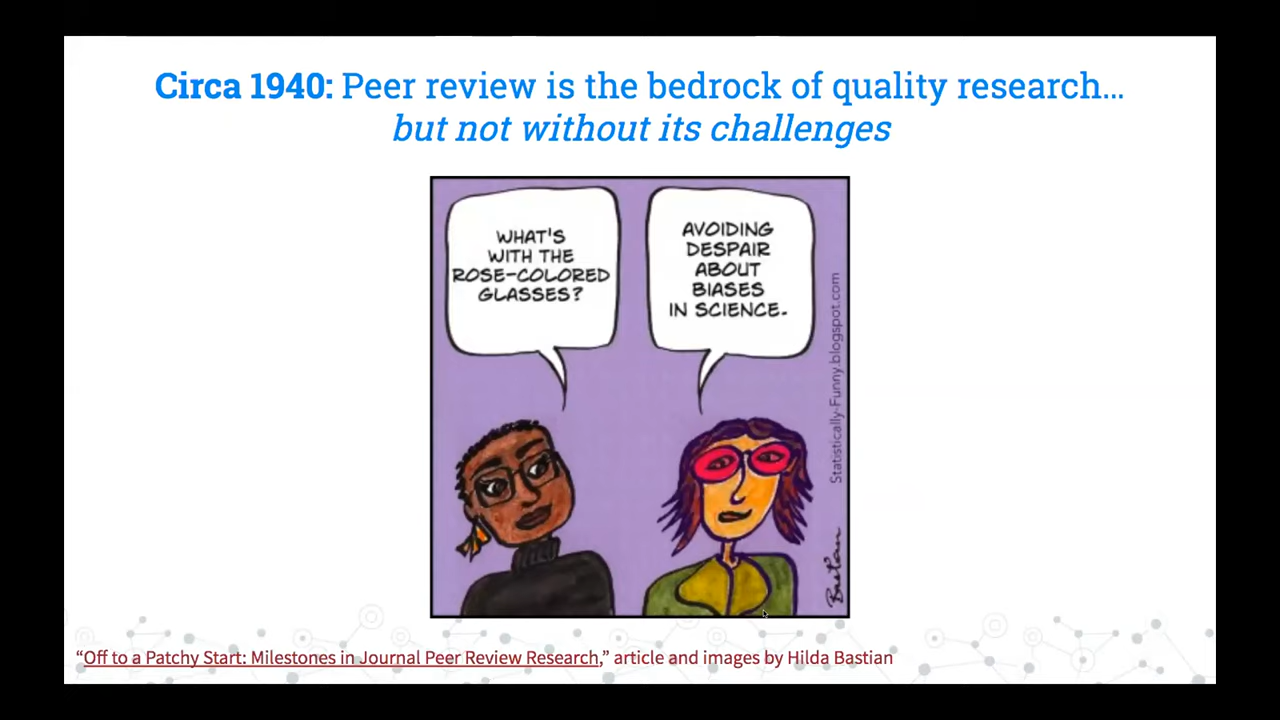 Circa 1940: Peer review is the bedrock of quality research...
but not without its challenges
WHAT'S
WITH THE
ROSE-COLORED
GLASSES?
AVOIDING
DESPAIR
ABOUT
BIASES
IN SCIENCE.
Statistically-Funny.blogspot.com
Bastian
“Off to a Patchy Start: Milestones in Journal Peer Review Research,” article and images by Hilda Bastian